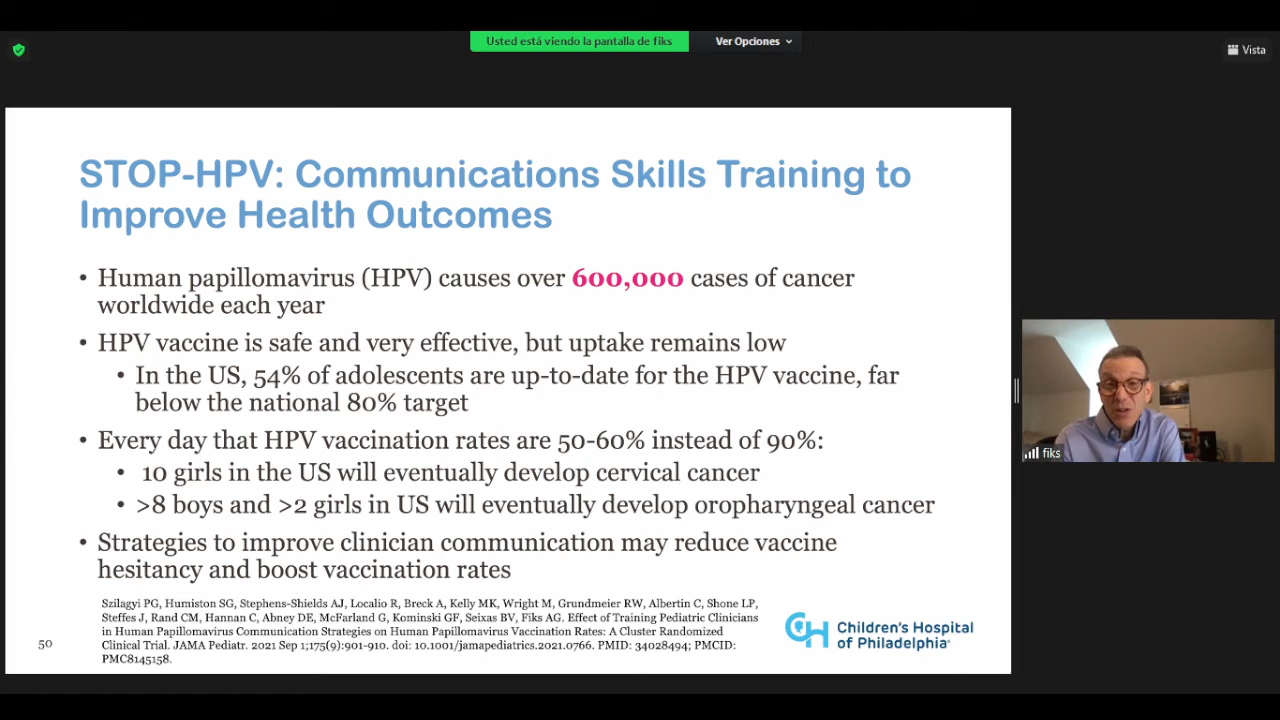 Usted está viendo la pantalla de fiks
Ver Opciones
Vista
STOP-HPV: Communications Skills Training to
Improve Health Outcomes
• Human papillomavirus (HPV) causes over 600,000 cases of cancer
worldwide each year
• HPV vaccine is safe and very effective, but uptake remains low
• In the US, 54% of adolescents are up-to-date for the HPV vaccine, far
below the national 80% target
• Every day that HPV vaccination rates are 50-60% instead of 90%:
• 10 girls in the US will eventually develop cervical cancer
• >8 boys and >2 girls in US will eventually develop oropharyngeal cancer
• Strategies to improve clinician communication may reduce vaccine
hesitancy and boost vaccination rates
Szilagyi PG, Humiston SG, Stephens-Shields AJ, Localio R, Breck A, Kelly MK, Wright M, Grundmeier RW, Albertin C, Shone LP,
Steffes J, Rand CM, Hannan C, Abney DE, McFarland G, Kominski GF, Seixas BV, Fiks AG. Effect of Training Pediatric Clinicians
in Human Papillomavirus Communication Strategies on Human Papillomavirus Vaccination Rates: A Cluster Randomized
Clinical Trial. JAMA Pediatr. 2021 Sep 1;175(9):901-910. doi: 10.1001/jamapediatrics.2021.0766. PMID: 34028494; PMCID:
PMC8145158.
50
CH Children's Hospital
of Philadelphia
fiks